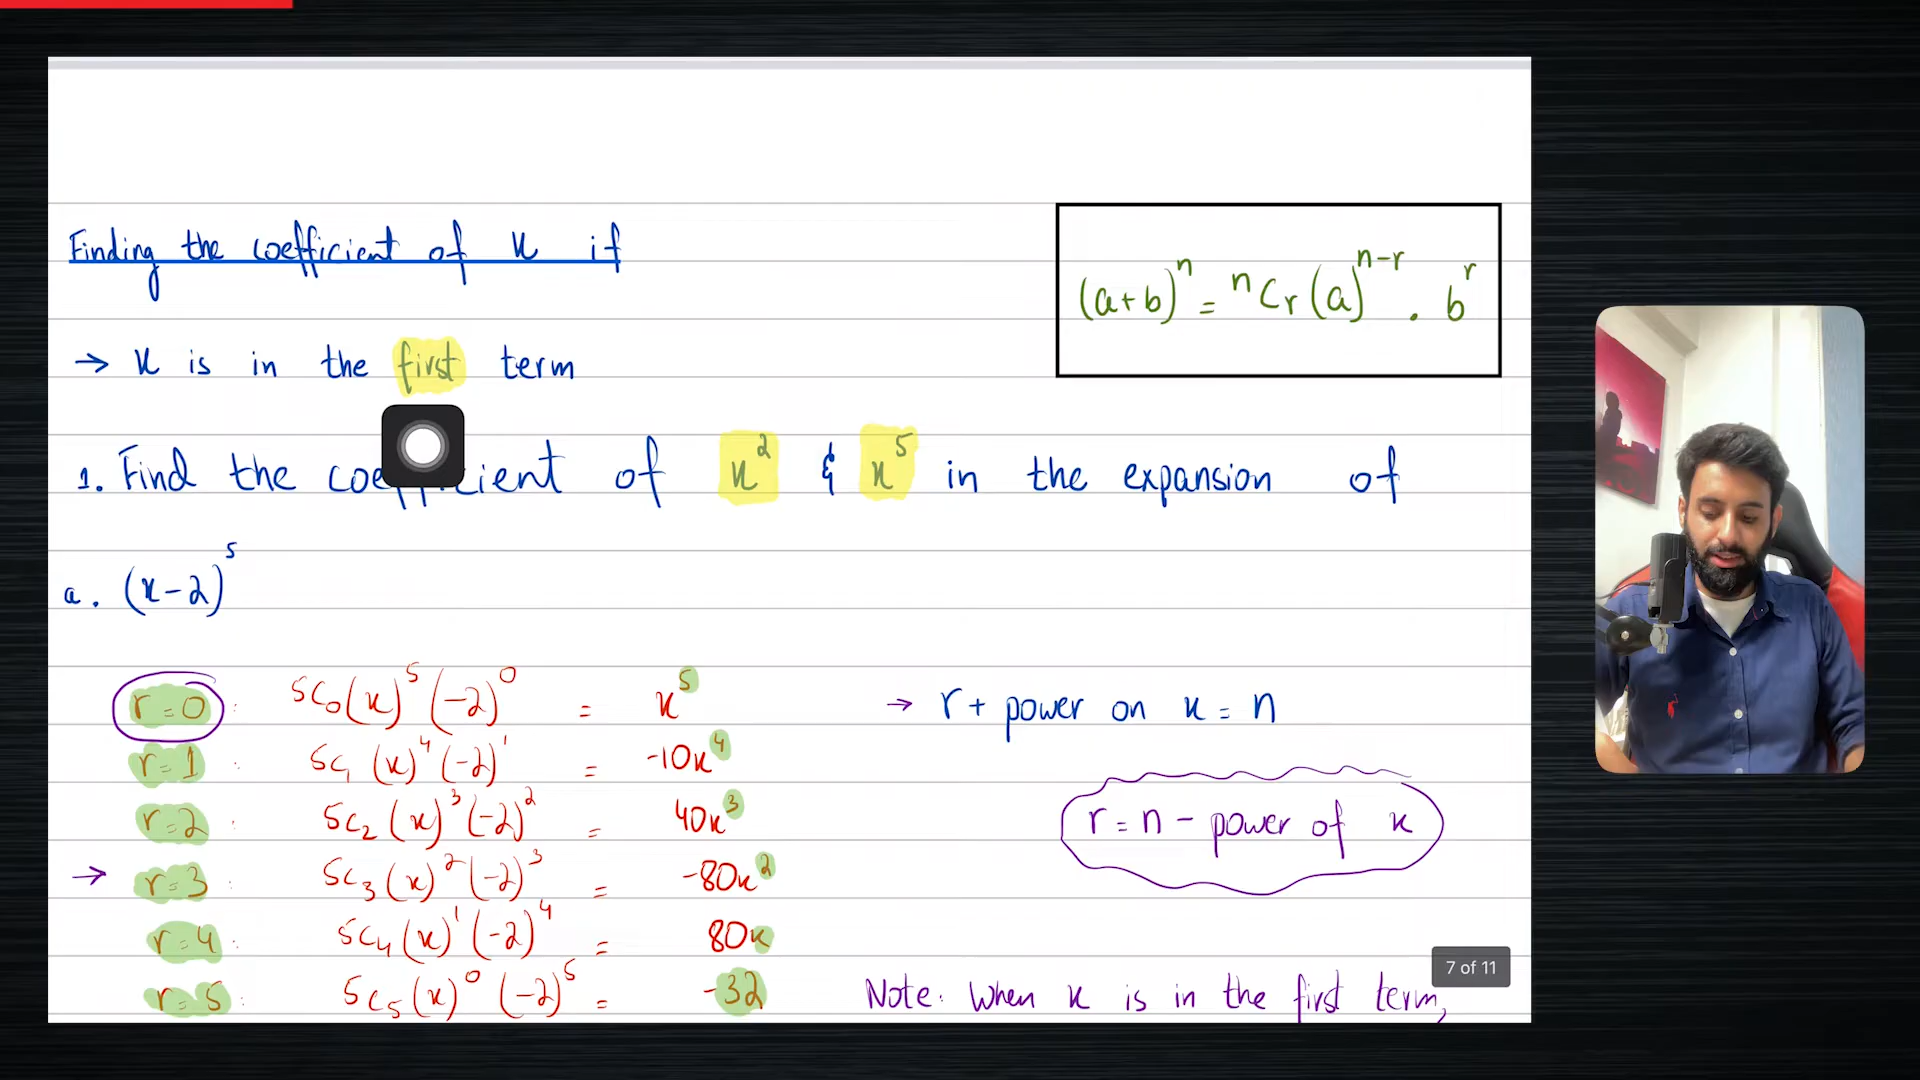 Finding the coefficient of x if
(a+b)ⁿ = ⁿCr(a)ⁿ⁻ʳ . bʳ
→ x is in the first term
1. Find the coefficient of x² & x⁵ in the expansion of
a. (x-2)⁵
r=0 : 5C₀(x)⁵(-2)⁰ = x⁵
→ r + power on x = n
r=1 : 5C₁(x)⁴(-2)¹ = -10x⁴
r=2 : 5C₂(x)³(-2)² = 40x³
r = n - power of x
→ r=3 : 5C₃(x)²(-2)³ = -80x²
r=4 : 5C₄(x)¹(-2)⁴ = 80x
7 of 11
r=5 : 5C₅(x)⁰(-2)⁵ = -32
Note: When x is in the first term,